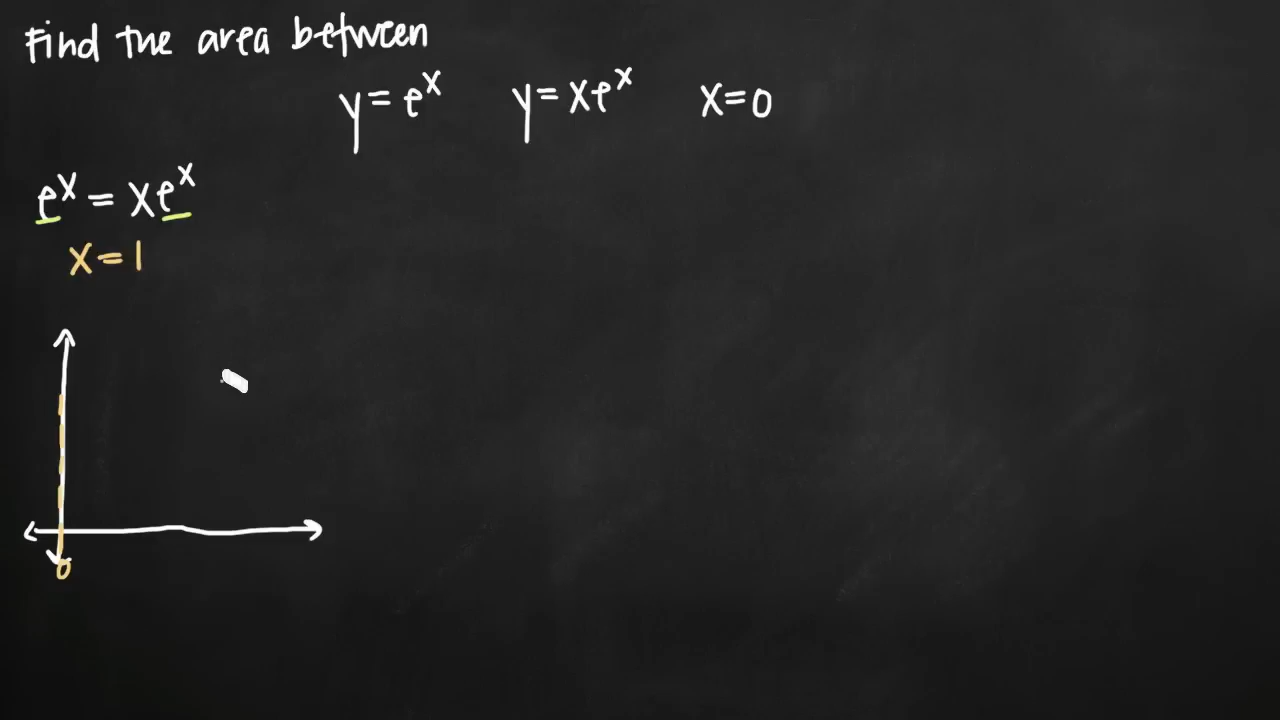 Find the area between
y = e^x y = xe^x x = 0
e^x = xe^x
x = 1
0